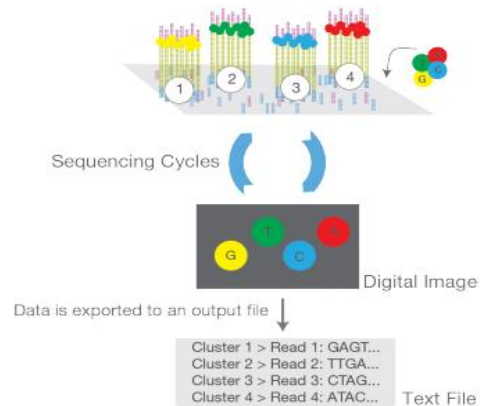 1
2
3
4
T
C
G
Sequencing Cycles
T
A
G
C
Digital Image
Data is exported to an output file
Cluster 1 > Read 1: GAGT...
Cluster 2 > Read 2: TTGA...
Cluster 3 > Read 3: CTAG...
Cluster 4 > Read 4: ATAC...
Text File